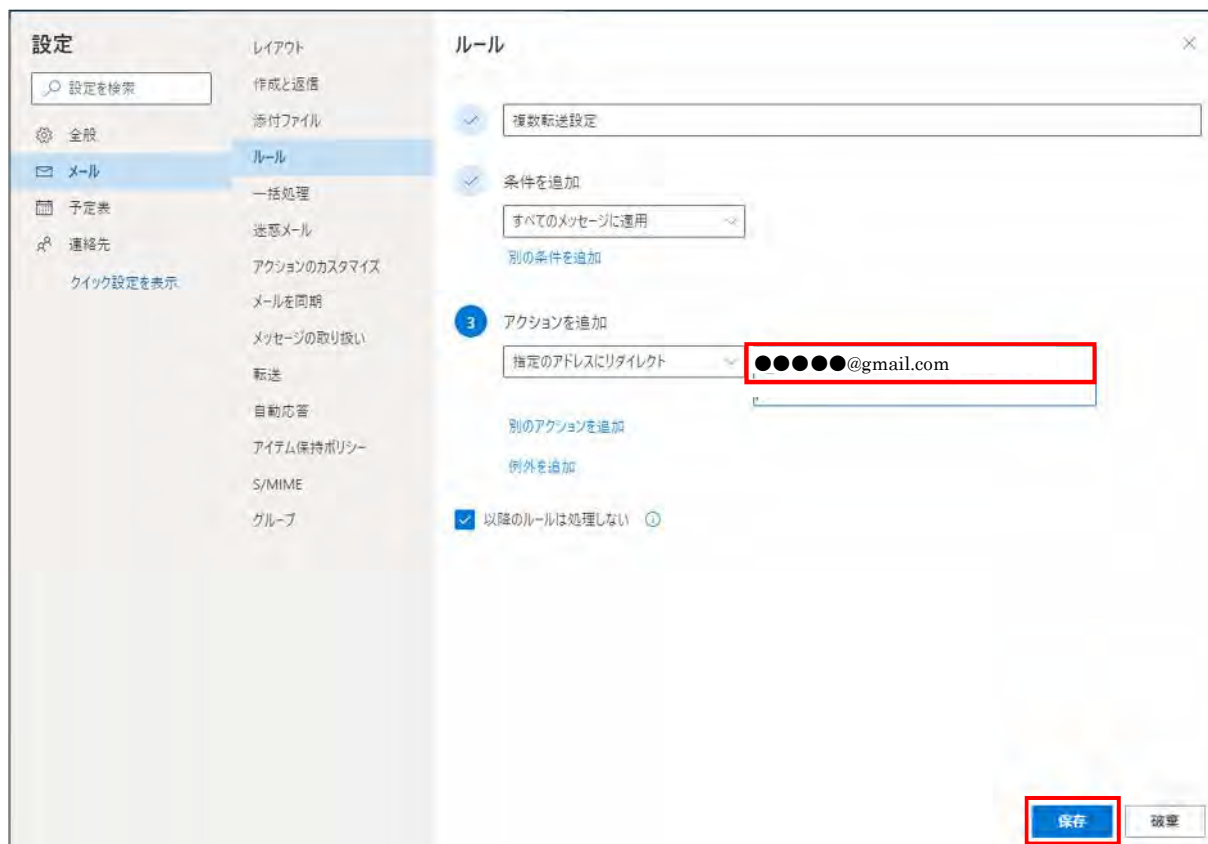 設定
設定を検索
全般
メール
予定表
連絡先
クイック設定を表示
レイアウト
作成と返信
添付ファイル
ルール
一括処理
迷惑メール
アクションのカスタマイズ
メールを同期
メッセージの取り扱い
転送
自動応答
アイテム保持ポリシー
S/MIME
グループ
ルール
複数転送設定
条件を追加
すべてのメッセージに適用
別の条件を追加
3 アクションを追加
指定のアドレスにリダイレクト
●●●●●@gmail.com
別のアクションを追加
例外を追加
以降のルールは処理しない
保存
破棄